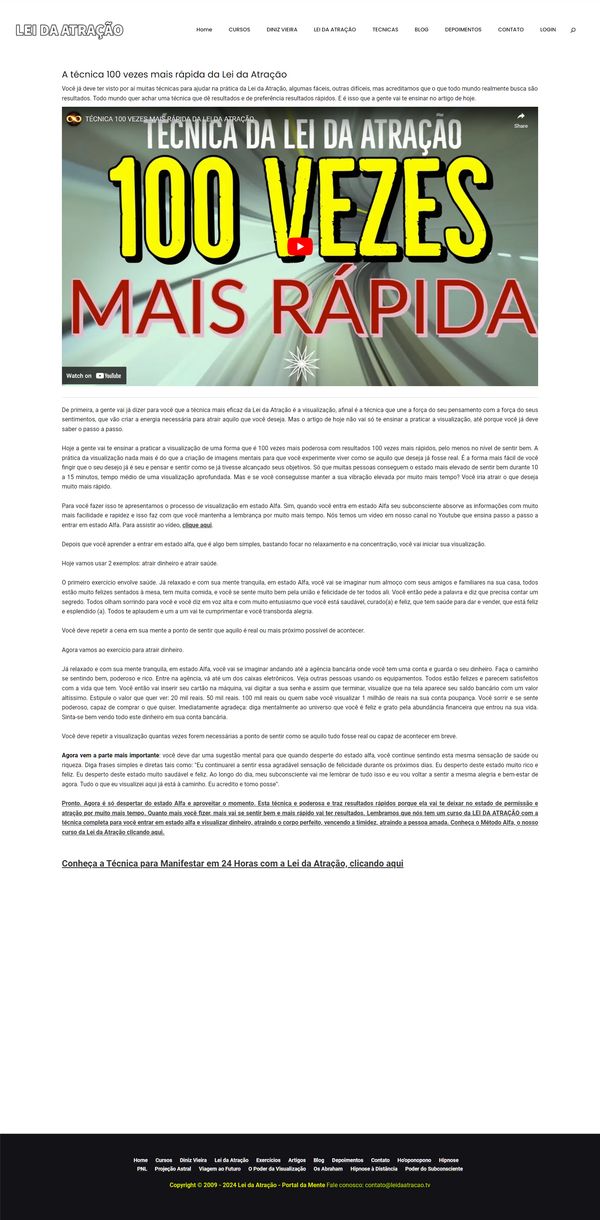 LEI DA ATRAÇÃO
Home CURSOS DINIZ VIEIRA LEI DA ATRAÇÃO TECNICAS BLOG DEPOIMENTOS CONTATO LOGIN
A técnica 100 vezes mais rápida da Lei da Atração
Você já deve ter visto por aí muitas técnicas para ajudar na prática da Lei da Atração, algumas fáceis, outras difíceis, mas acreditamos que o que todo mundo realmente busca são
resultados. Todo mundo quer achar uma técnica que dê resultados e de preferência resultados rápidos. E é isso que a gente vai te ensinar no artigo de hoje.
TÉCNICA 100 VEZES MAIS RÁPIDA DA LEI DA ATRAÇÃO
Share
TÉCNICA DA LEI DA ATRAÇÃO
100 VEZES
MAIS RÁPIDA
Watch on YouTube
De primeira, a gente vai já dizer para você que a técnica mais eficaz da Lei da Atração é a visualização, afinal é a técnica que une a força do seu pensamento com a força do seus
sentimentos, que vão criar a energia necessária para atrair aquilo que você deseja. Mas o artigo de hoje não vai só te ensinar a praticar a visualização, até porque você já deve
saber o passo a passo.
Hoje a gente vai te ensinar a praticar a visualização de uma forma que é 100 vezes mais poderosa com resultados 100 vezes mais rápidos, pelo menos no nível de sentir bem. A
prática da visualização nada mais é do que a criação de imagens mentais para que você experimente viver como se aquilo que deseja já fosse real. É a forma mais fácil de você
fingir que o seu desejo já é seu e pensar e sentir como se já tivesse alcançado seus objetivos. Só que muitas pessoas conseguem o estado mais elevado de sentir bem durante 10
a 15 minutos, tempo médio de uma visualização aprofundada. Mas e se você conseguisse manter a sua vibração elevada por muito mais tempo? Você iria atrair o que deseja
muito mais rápido.
Para você fazer isso te apresentamos o processo de visualização em estado Alfa. Sim, quando você entra em estado Alfa seu subconsciente absorve as informações com muito
mais facilidade e rapidez e isso faz com que você mantenha a lembrança por muito mais tempo. Nós temos um vídeo em nosso canal no Youtube que ensina passo a passo a
entrar em estado Alfa. Para assistir ao vídeo, clique aqui.
Depois que você aprender a entrar em estado alfa, que é algo bem simples, bastando focar no relaxamento e na concentração, você vai iniciar sua visualização.
Hoje vamos usar 2 exemplos: atrair dinheiro e atrair saúde.
O primeiro exercício envolve saúde. Já relaxado e com sua mente tranquila, em estado Alfa, você vai se imaginar num almoço com seus amigos e familiares na sua casa, todos
estão muito felizes sentados à mesa, tem muita comida, e você se sente muito bem pela união e felicidade de ter todos ali. Você então pede a palavra e diz que precisa contar um
segredo. Todos olham sorrindo para você e você diz em voz alta e com muito entusiasmo que você está saudável, curado(a) e feliz, que tem saúde para dar e vender, que está feliz
e esplendido (a). Todos te aplaudem e um a um vai te cumprimentar e você transborda alegria.
Você deve repetir a cena em sua mente a ponto de sentir que aquilo é real ou mais próximo possível de acontecer.
Agora vamos ao exercício para atrair dinheiro.
Já relaxado e com sua mente tranquila, em estado Alfa, você vai se imaginar andando até a agência bancária onde você tem uma conta e guarda o seu dinheiro. Faça o caminho
se sentindo bem, poderoso e rico. Entre na agência, vá até um dos caixas eletrônicos. Veja outras pessoas usando os equipamentos. Todos estão felizes e parecem satisfeitos
com a vida que tem. Você então vai inserir seu cartão na máquina, vai digitar a sua senha e assim que terminar, visualize que na tela aparece seu saldo bancário com um valor
altíssimo. Estipule o valor que quer ver: 20 mil reais. 50 mil reais. 100 mil reais ou quem sabe você visualizar 1 milhão de reais na sua conta poupança. Você sorrir e se sente
poderoso, capaz de comprar o que quiser. Imediatamente agradeça: diga mentalmente ao universo que você é feliz e grato pela abundância financeira que entrou na sua vida.
Sinta-se bem vendo todo este dinheiro em sua conta bancária.
Você deve repetir a visualização quantas vezes forem necessárias a ponto de sentir como se aquilo tudo fosse real ou capaz de acontecer em breve.
Agora vem a parte mais importante: você deve dar uma sugestão mental para que quando desperte do estado alfa, você continue sentindo esta mesma sensação de saúde ou
riqueza. Diga frases simples e diretas tais como: "Eu continuarei a sentir essa agradável sensação de felicidade durante os próximos dias. Eu desperto deste estado muito rico e
feliz. Eu desperto deste estado muito saudável e feliz. Ao longo do dia, meu subconsciente vai me lembrar de tudo isso e eu vou voltar a sentir a mesma alegria e bem-estar de
agora. Tudo o que eu visualizei aqui já está à caminho. Eu acredito e tomo posse".
Pronto. Agora é só despertar do estado Alfa e aproveitar o momento. Esta técnica e poderosa e traz resultados rápidos porque ela vai te deixar no estado de permissão e
atração por muito mais tempo. Quanto mais você fizer, mais vai se sentir bem e mais rápido vai ter resultados. Lembramos que nós tem um curso da LEI DA ATRAÇÃO com a
técnica completa para você entrar em estado alfa e visualizar dinheiro, atraindo o corpo perfeito, vencendo a timidez, atraindo a pessoa amada. Conheça o Método Alfa, o nosso
curso da Lei da Atração clicando aqui.
Conheça a Técnica para Manifestar em 24 Horas com a Lei da Atração, clicando aqui
Home Cursos Diniz Vieira Lei da Atração Exercícios Artigos Blog Depoimentos Contato Ho'oponopono Hipnose
PNL Projeção Astral Viagem ao Futuro O Poder da Visualização Os Abraham Hipnose à Distância Poder do Subconsciente
Copyright © 2009 - 2024 Lei da Atração - Portal da Mente Fale conosco: contato@leidaatracao.tv